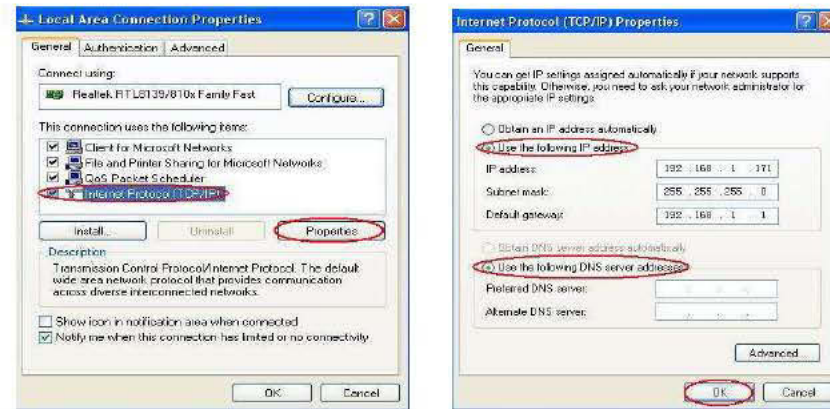 Local Area Connection Properties
General Authentication Advanced
Connect using:
Realtek RTL8139/810x Family Fast
Configure...
This connection uses the following items:
Client for Microsoft Networks
File and Printer Sharing for Microsoft Networks
QoS Packet Scheduler
Internet Protocol (TCP/IP)
Install...
Uninstall
Properties
Description
Transmission Control Protocol/Internet Protocol. The default
wide area network protocol that provides communication
across diverse interconnected networks.
Show icon in notification area when connected
Notify me when this connection has limited or no connectivity
OK
Cancel
Internet Protocol (TCP/IP) Properties
General
You can get IP settings assigned automatically if your network supports
this capability. Otherwise, you need to ask your network administrator for
the appropriate IP settings.
Obtain an IP address automatically
Use the following IP address:
IP address: 192 . 168 . 1 . 171
Subnet mask: 255 . 255 . 255 . 0
Default gateway: 192 . 168 . 1 . 1
Obtain DNS server address automatically
Use the following DNS server addresses:
Preferred DNS server:
Alternate DNS server:
Advanced...
OK
Cancel